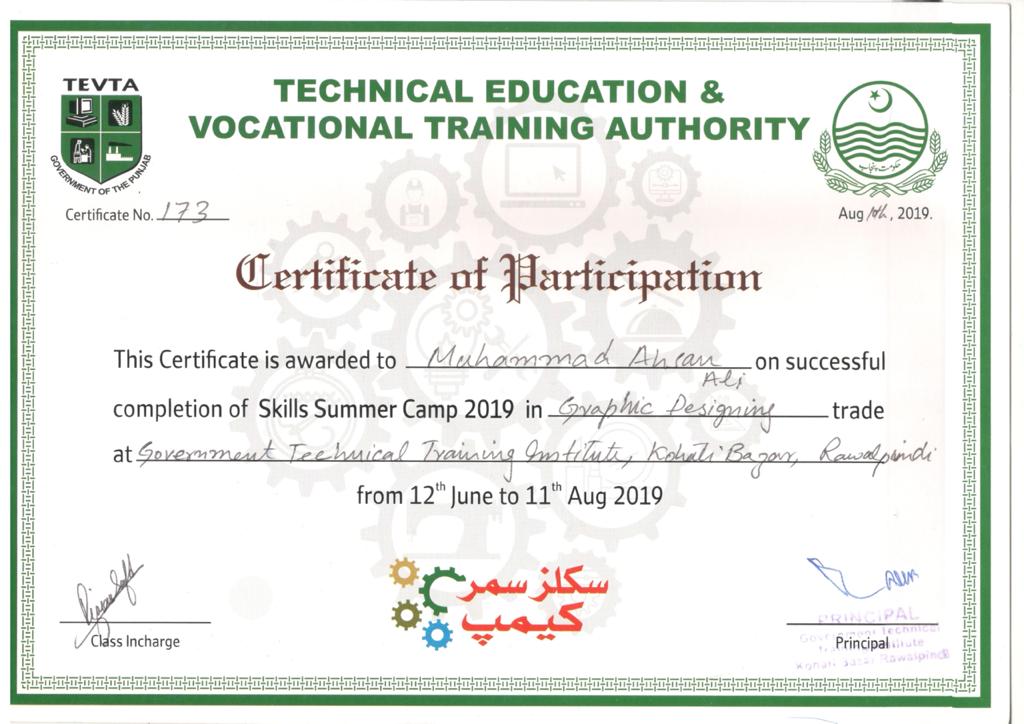 TEVTA
GOVERNMENT OF THE PUNJAB
TECHNICAL EDUCATION &
VOCATIONAL TRAINING AUTHORITY
حکومت پنجاب
Certificate No. 173
Aug 11th, 2019.
Certificate of Participation
This Certificate is awarded to Muhammad Ahsan Ali on successful
completion of Skills Summer Camp 2019 in Graphic Designing trade
at Government Technical Training Institute, Kohati Bazar, Rawalpindi
from 12th June to 11th Aug 2019
سکلز سمر
کیمپ
Class Incharge
PRINCIPAL
Government Technical
Training Institute
Kohati Bazar Rawalpindi
Principal